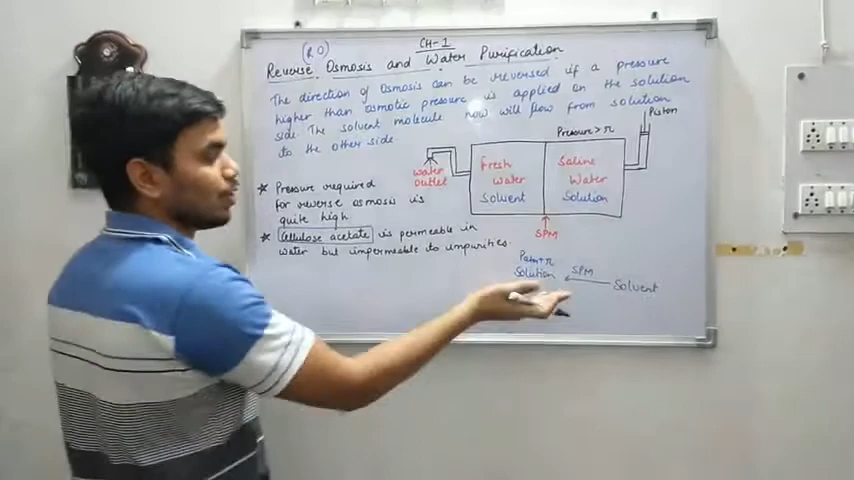 CH-1
(RO)
Reverse Osmosis and Water Purification
The direction of Osmosis can be reversed if a pressure
higher than osmotic pressure is applied on the solution
side. The solvent molecule now will flow from solution
to the other side.
Piston
Pressure > π
Water
Outlet
Fresh
Water
Solvent
Saline
Water
Solution
SPM
★ Pressure required
for reverse osmosis is
quite high
★ Cellulose acetate is permeable in
water but impermeable to impurities.
Patm+π
Solution
SPM
Solvent